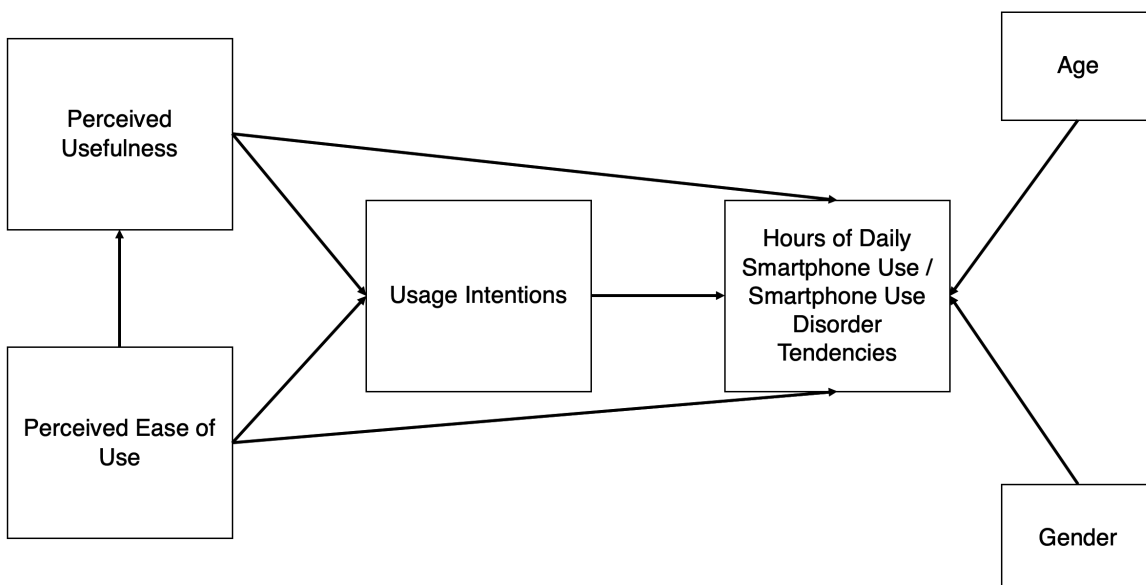 Perceived
Usefulness
Age
Usage Intentions
Hours of Daily
Smartphone Use /
Smartphone Use
Disorder
Tendencies
Perceived Ease of
Use
Gender